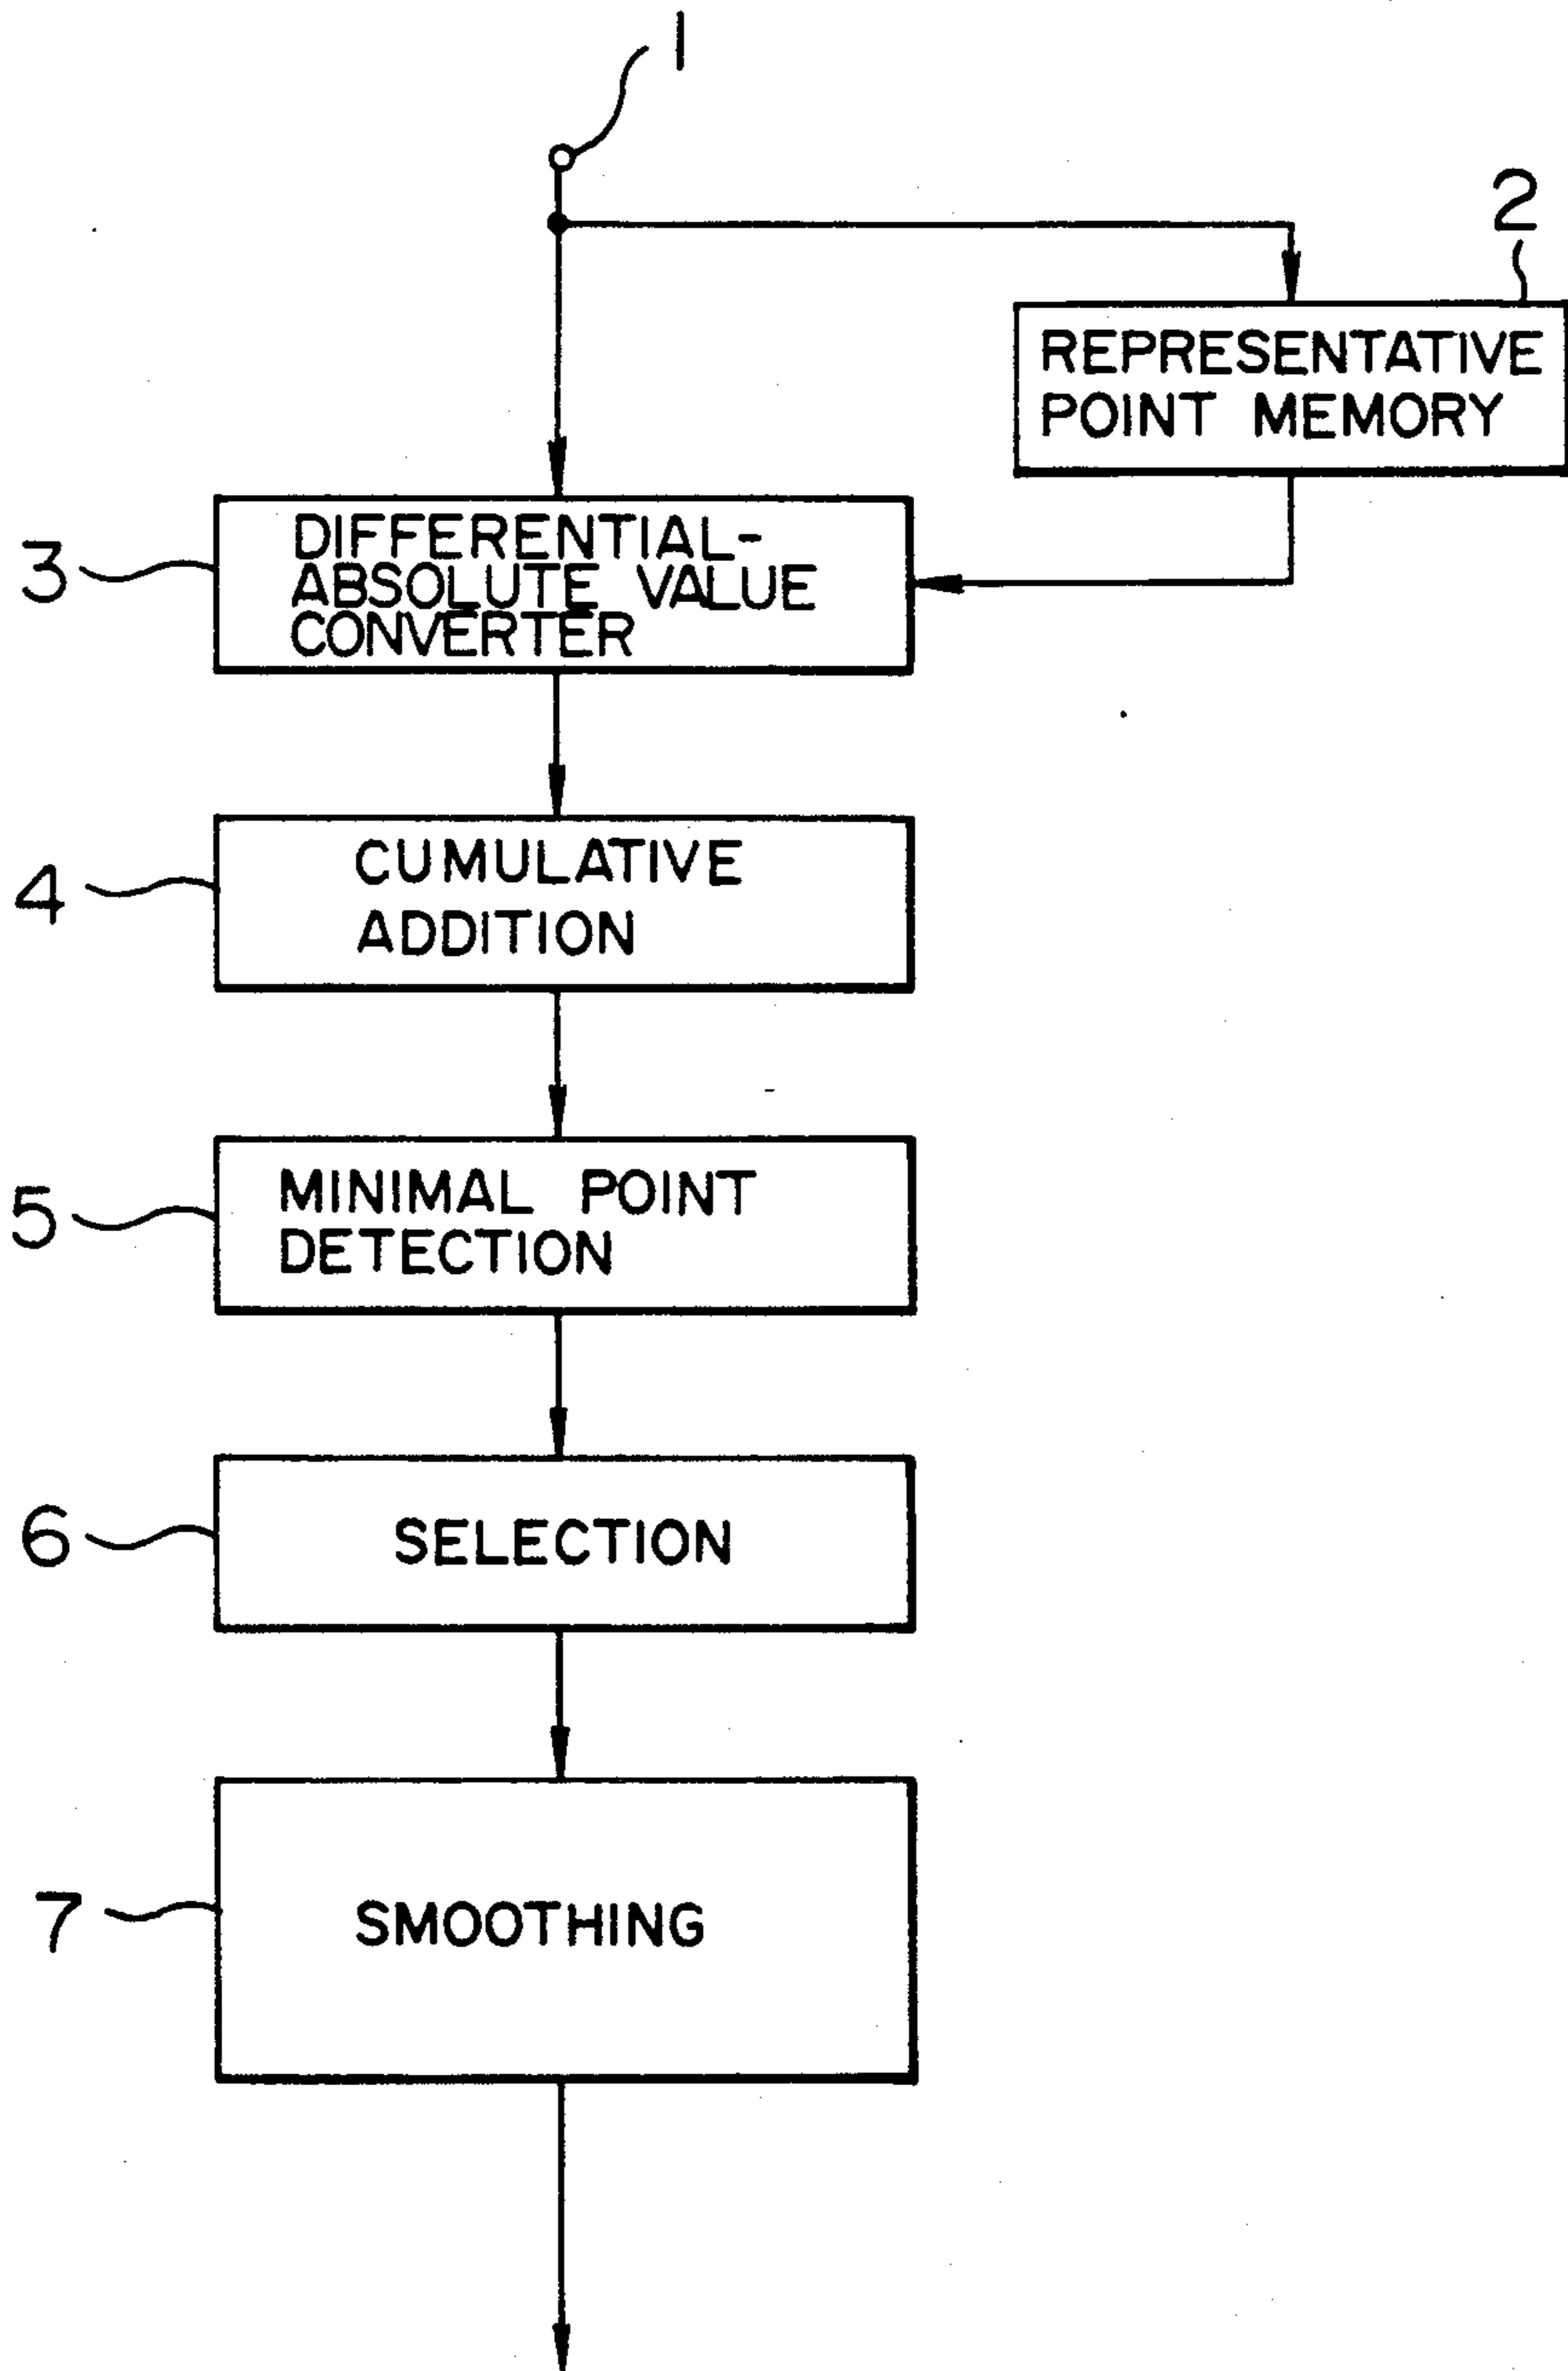 1
2
REPRESENTATIVE
POINT MEMORY
3
DIFFERENTIAL-
ABSOLUTE VALUE
CONVERTER
4
CUMULATIVE
ADDITION
5
MINIMAL POINT
DETECTION
6
SELECTION
7
SMOOTHING